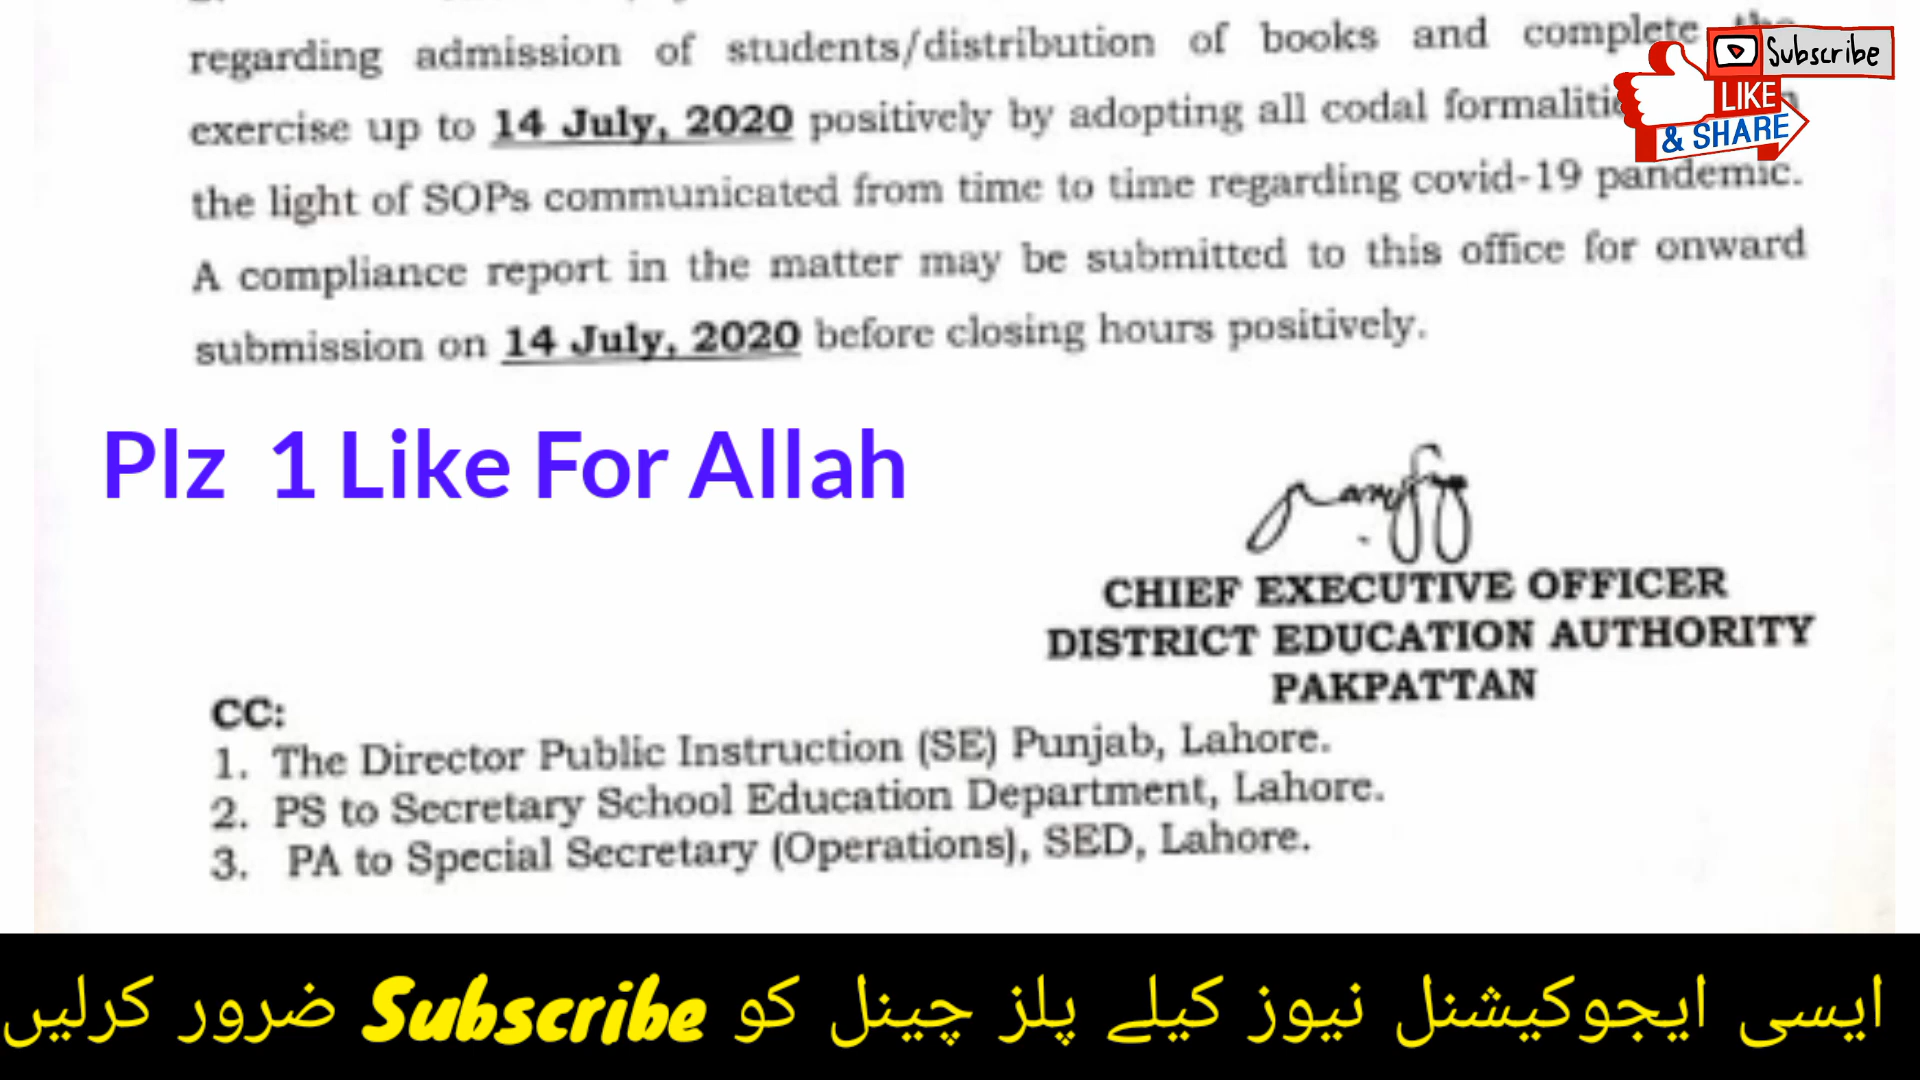 regarding admission of students/distribution of books and complete the
exercise up to 14 July, 2020 positively by adopting all codal formalities
the light of SOPs communicated from time to time regarding covid-19 pandemic.
A compliance report in the matter may be submitted to this office for onward
submission on 14 July, 2020 before closing hours positively.
Subscribe
LIKE
& SHARE
Plz 1 Like For Allah
CHIEF EXECUTIVE OFFICER
DISTRICT EDUCATION AUTHORITY
PAKPATTAN
CC:
1. The Director Public Instruction (SE) Punjab, Lahore.
2. PS to Secretary School Education Department, Lahore.
3. PA to Special Secretary (Operations), SED, Lahore.
ایسی ایجوکیشنل نیوز کیلے پلز چینل کو Subscribe ضرور کرلیں